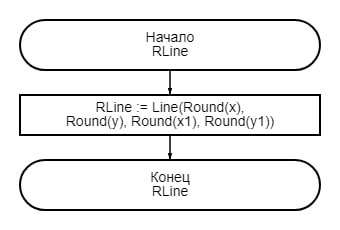 Начало
RLine
RLine := Line(Round(x),
Round(y), Round(x1), Round(y1))
Конец
RLine